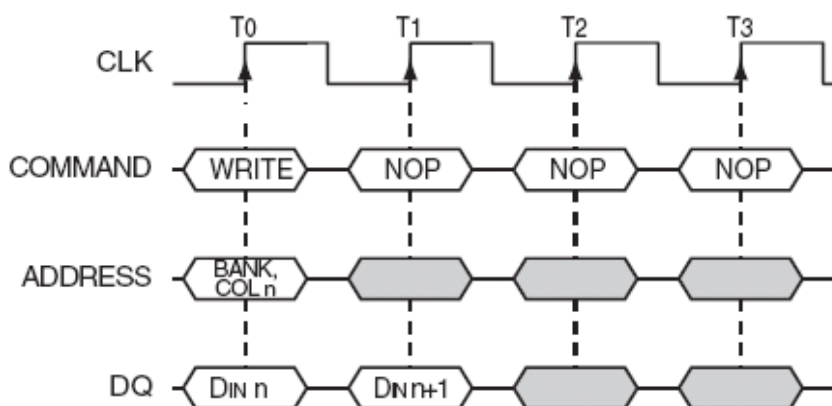 T0 T1 T2 T3
CLK
COMMAND WRITE NOP NOP NOP
ADDRESS BANK,
COL n
DQ DIN n DIN n+1